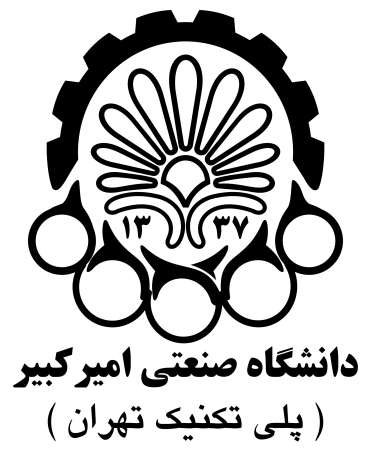 ۱۳ ۳۷
دانشگاه صنعتی امیرکبیر
( پلی تکنیک تهران )